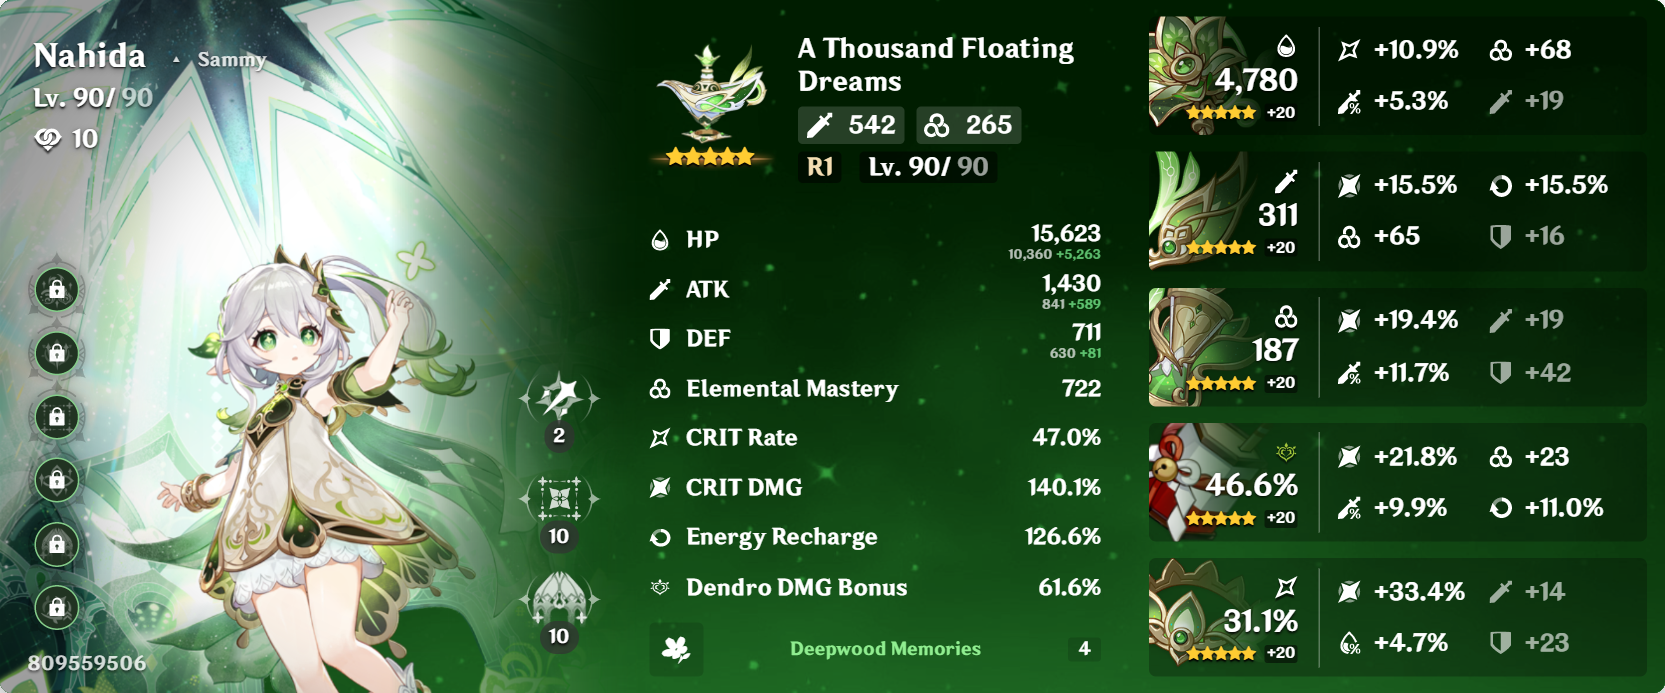 Nahida ▲ Sammy
Lv. 90/ 90
10
2
10
10
809559506
A Thousand Floating
Dreams
542 265
R1 Lv. 90/ 90
HP 15,623
10,360 +5,263
ATK 1,430
841 +589
DEF 711
630 +81
Elemental Mastery 722
CRIT Rate 47.0%
CRIT DMG 140.1%
Energy Recharge 126.6%
Dendro DMG Bonus 61.6%
Deepwood Memories 4
4,780
+20
+10.9% +68
+5.3% +19
311
+20
+15.5% +15.5%
+65 +16
187
+20
+19.4% +19
+11.7% +42
46.6%
+20
+21.8% +23
+9.9% +11.0%
31.1%
+20
+33.4% +14
+4.7% +23